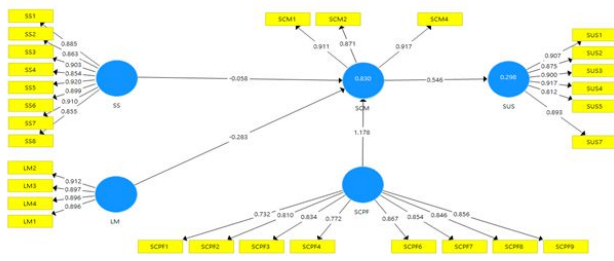 SS1
SS2
SS3
SS4
SS5
SS6
SS7
SS8
0.885
0.863
0.903
0.854
0.920
0.899
0.910
0.855
SS
-0.058
SCM1
SCM2
SCM4
0.911
0.871
0.917
0.830
SCM
0.546
0.298
SUS
SUS1
SUS2
SUS3
SUS4
SUS5
SUS7
0.907
0.875
0.900
0.917
0.812
0.893
-0.283
1.178
LM2
LM3
LM4
LM1
0.912
0.897
0.896
0.896
LM
SCPF
0.732
0.810
0.834
0.772
0.867
0.854
0.846
0.856
SCPF1
SCPF2
SCPF3
SCPF4
SCPF6
SCPF7
SCPF8
SCPF9